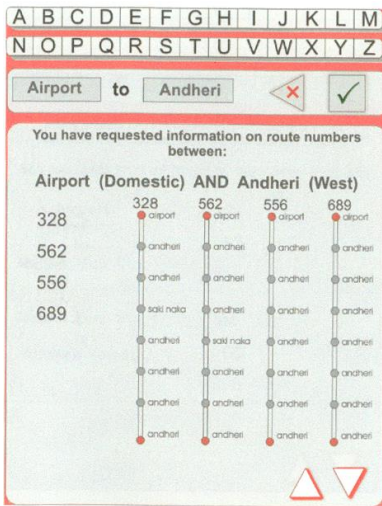 A B C D E F G H I J K L M
N O P Q R S T U V W X Y Z
Airport to Andheri
You have requested information on route numbers
between:
Airport (Domestic) AND Andheri (West)
328
562
556
689
328 562 556 689
airport airport airport airport
andheri andheri andheri andheri
andheri andheri andheri andheri
saki naka andheri andheri andheri
andheri saki naka andheri andheri
andheri andheri andheri andheri
andheri andheri andheri andheri
andheri andheri andheri andheri